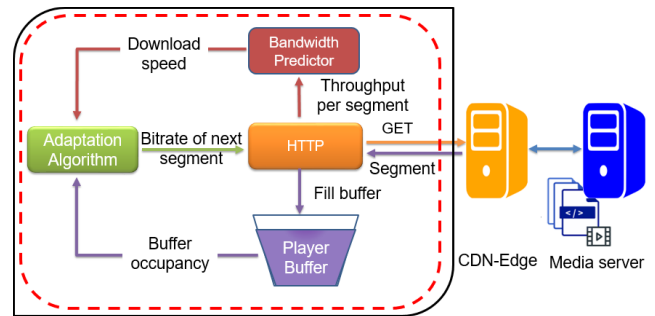 Download
speed
Bandwidth
Predictor
Throughput
per segment
Adaptation
Algorithm
Bitrate of next
segment
HTTP
GET
Segment
Fill buffer
Buffer
occupancy
Player
Buffer
CDN-Edge
Media server
</>